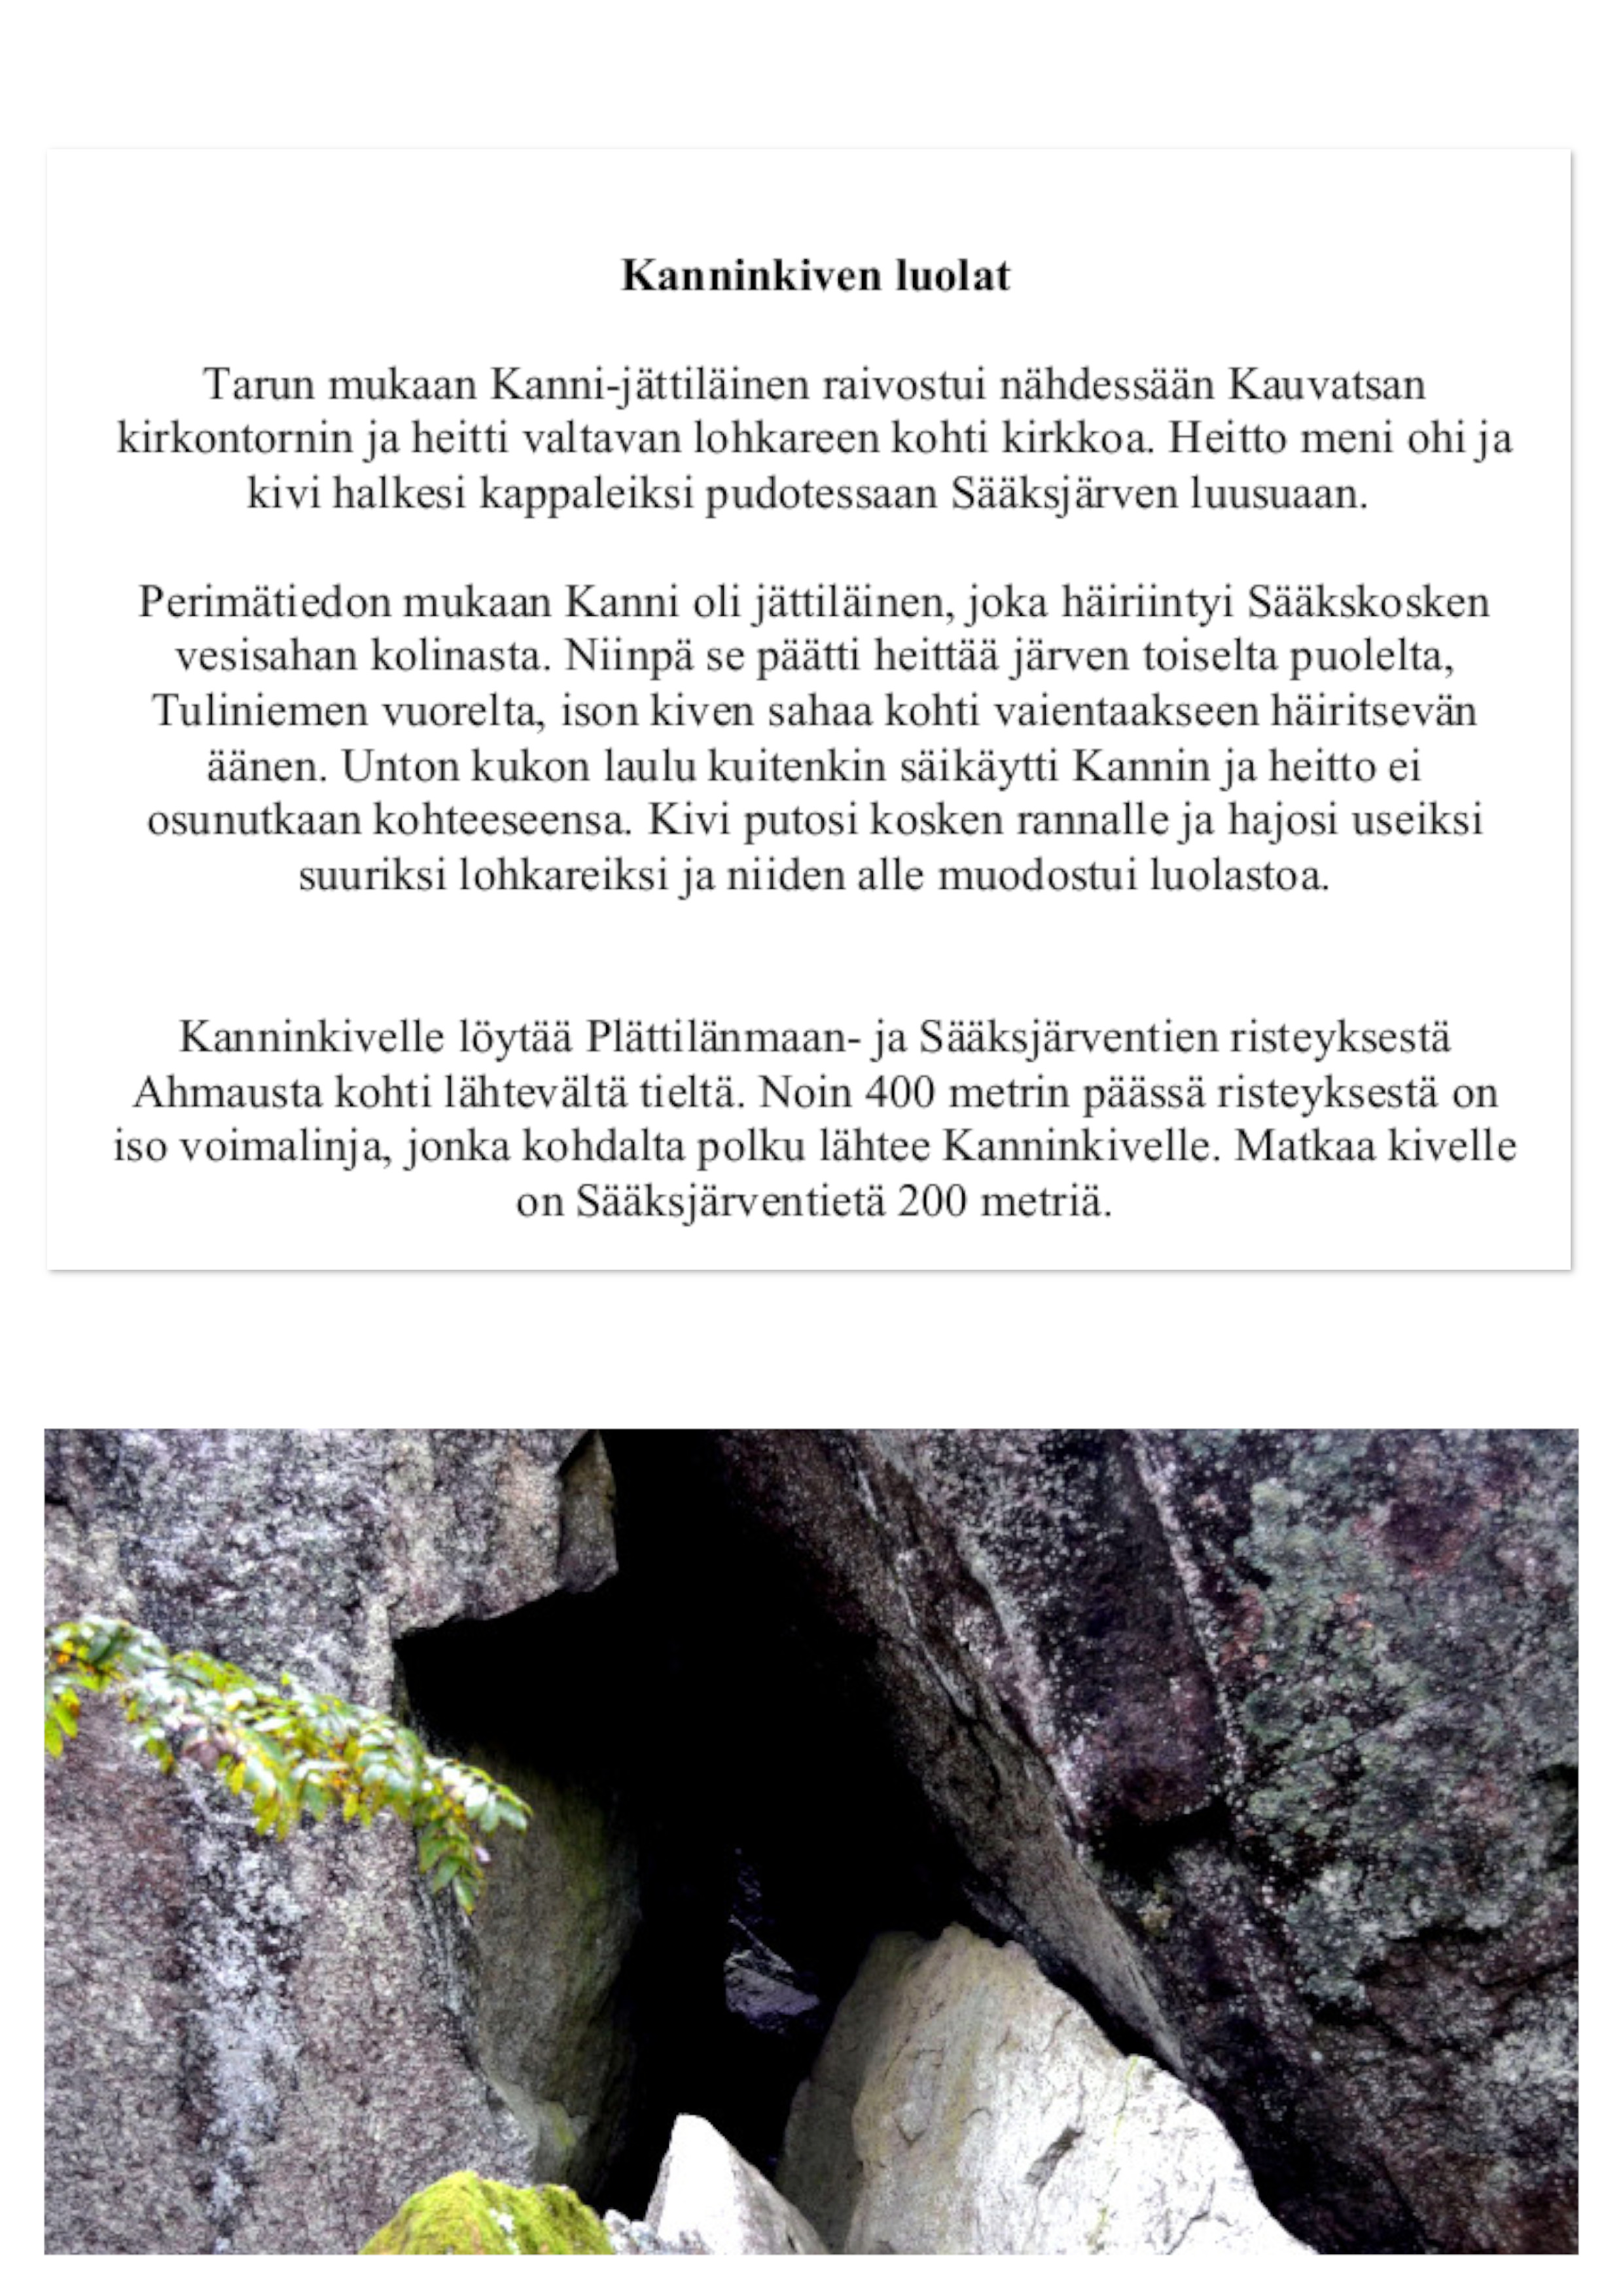 Kanninkiven luolat
Tarun mukaan Kanni-jättiläinen raivostui nähdessään Kauvatsan
kirkontornin ja heitti valtavan lohkareen kohti kirkkoa. Heitto meni ohi ja
kivi halkesi kappaleiksi pudotessaan Sääksjärven luusuaan.
Perimätiedon mukaan Kanni oli jättiläinen, joka häiriintyi Sääkskosken
vesisahan kolinasta. Niinpä se päätti heittää järven toiselta puolelta,
Tuliniemen vuorelta, ison kiven sahaa kohti vaientaakseen häiritsevän
äänen. Unton kukon laulu kuitenkin säikäytti Kannin ja heitto ei
osunutkaan kohteeseensa. Kivi putosi kosken rannalle ja hajosi useiksi
suuriksi lohkareiksi ja niiden alle muodostui luolastoa.
Kanninkivelle löytää Plättilänmaan- ja Sääksjärventien risteyksestä
Ahmausta kohti lähtevältä tieltä. Noin 400 metrin päässä risteyksestä on
iso voimalinja, jonka kohdalta polku lähtee Kanninkivelle. Matkaa kivelle
on Sääksjärventietä 200 metriä.